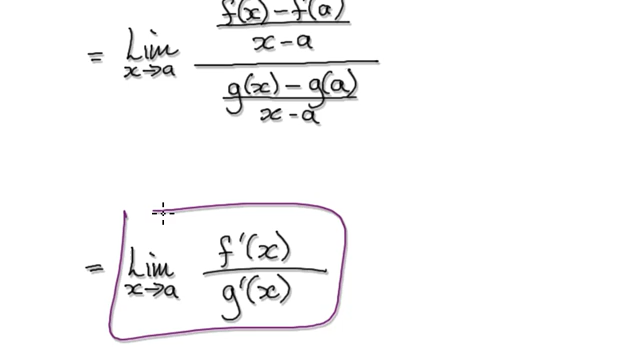 f(x) - f(a)
x - a
= Lim
x→a
g(x) - g(a)
x - a
= Lim f'(x)
x→a g'(x)